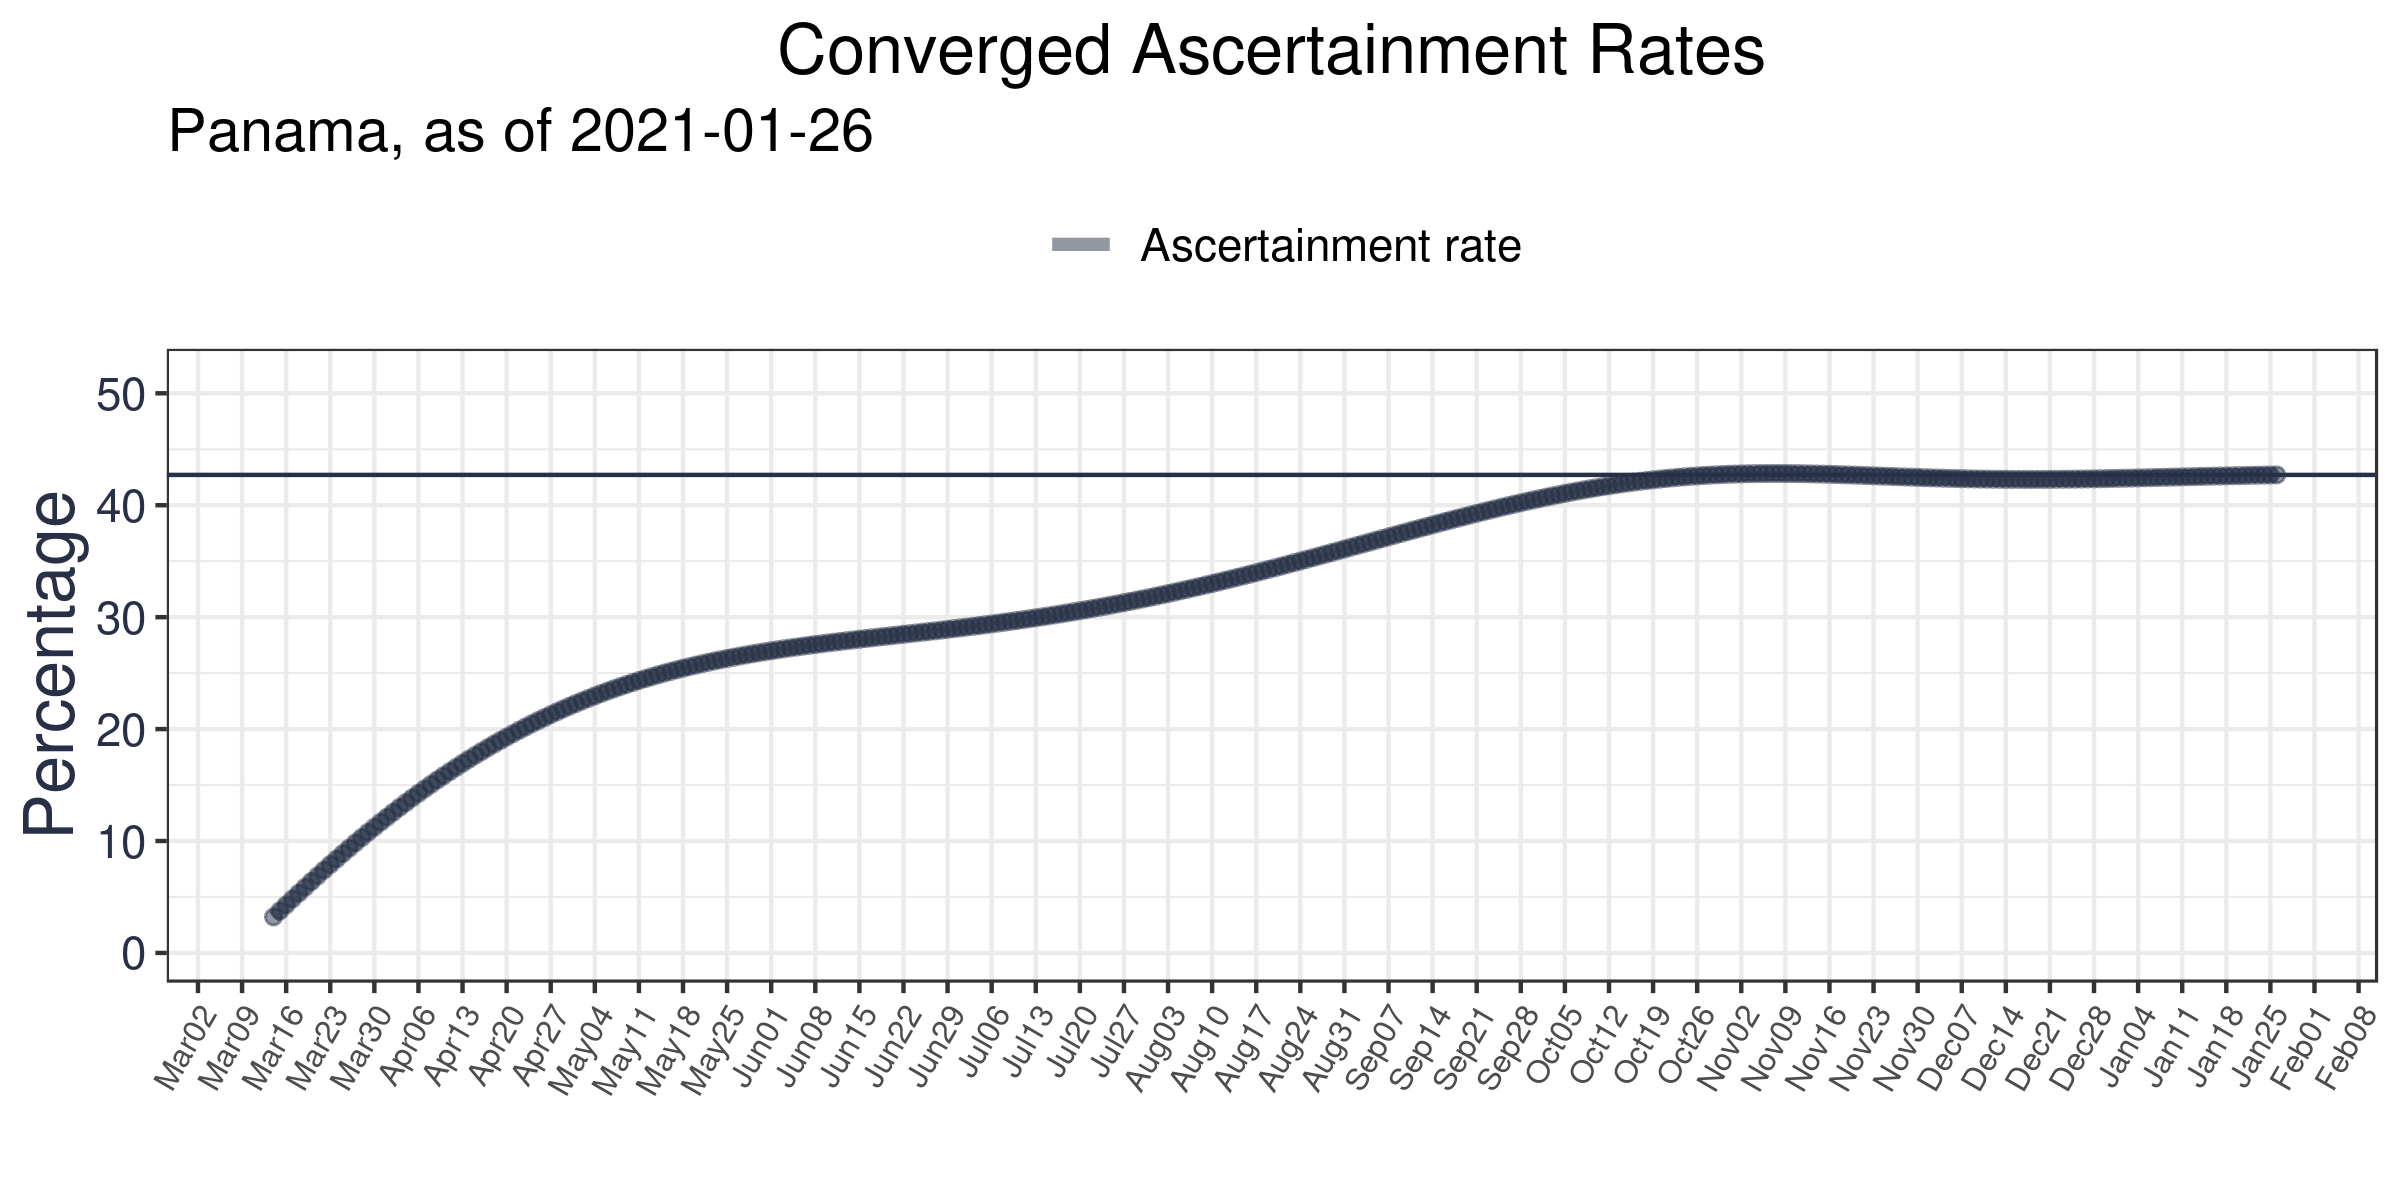 Converged Ascertainment Rates
Panama, as of 2021-01-26
Ascertainment rate
Percentage
50
40
30
20
10
0
Mar02
Mar09
Mar16
Mar23
Mar30
Apr06
Apr13
Apr20
Apr27
May04
May11
May18
May25
Jun01
Jun08
Jun15
Jun22
Jun29
Jul06
Jul13
Jul20
Jul27
Aug03
Aug10
Aug17
Aug24
Aug31
Sep07
Sep14
Sep21
Sep28
Oct05
Oct12
Oct19
Oct26
Nov02
Nov09
Nov16
Nov23
Nov30
Dec07
Dec14
Dec21
Dec28
Jan04
Jan11
Jan18
Jan25
Feb01
Feb08